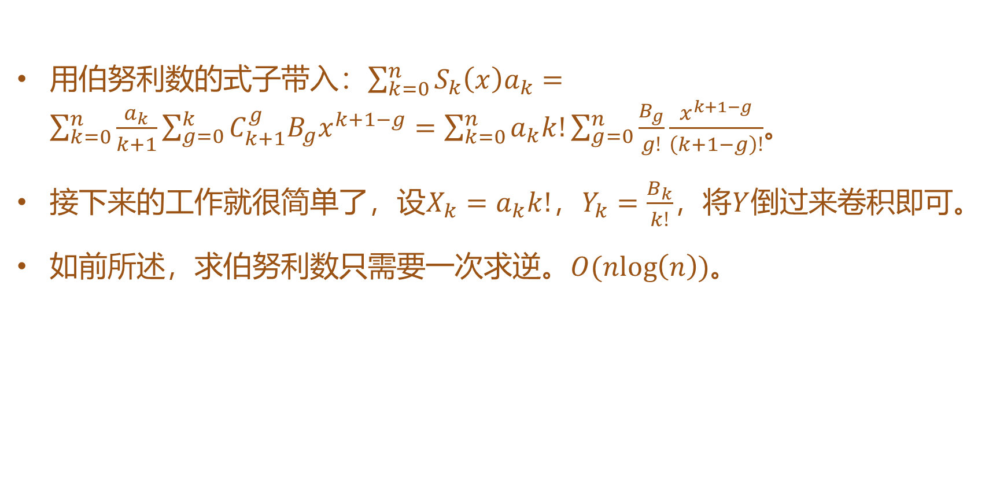 • 用伯努利数的式子带入：$\sum_{k=0}^{n} S_k(x)a_k =$
$\sum_{k=0}^{n} \frac{a_k}{k+1} \sum_{g=0}^{k} C_{k+1}^{g} B_g x^{k+1-g} = \sum_{k=0}^{n} a_k k! \sum_{g=0}^{n} \frac{B_g}{g!} \frac{x^{k+1-g}}{(k+1-g)!}$。
• 接下来的工作就很简单了，设$X_k = a_k k!$，$Y_k = \frac{B_k}{k!}$，将$Y$倒过来卷积即可。
• 如前所述，求伯努利数只需要一次求逆。$O(n\log(n))$。